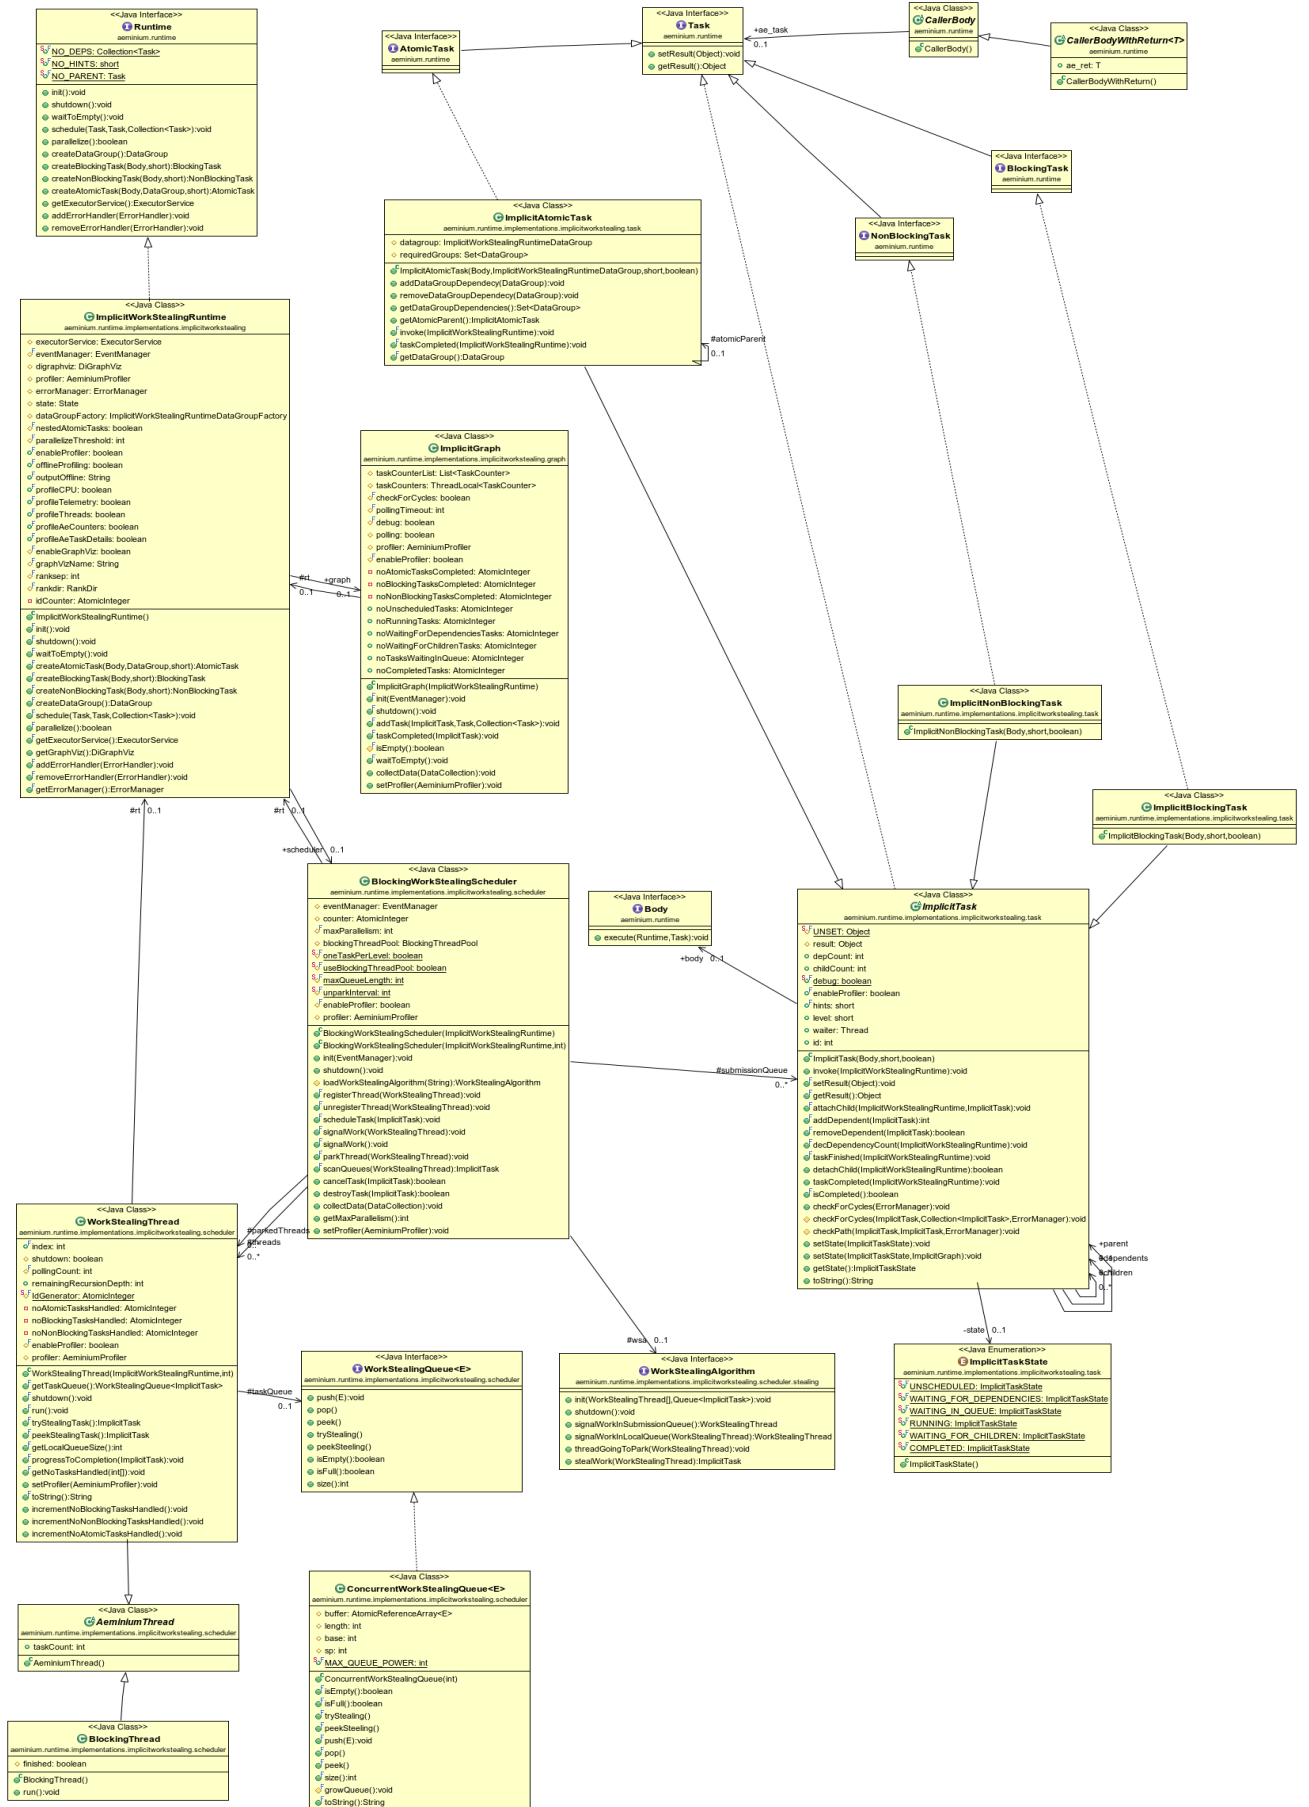 <<Java Interface>>
Runtime
aeminium.runtime
NO_DEPS: Collection<Task>
NO_HINTS: short
NO_PARENT: Task
init():void
shutdown():void
waitToEmpty():void
schedule(Task,Task,Collection<Task>):void
parallelize():boolean
createDataGroup():DataGroup
createBlockingTask(Body,short):BlockingTask
createNonBlockingTask(Body,short):NonBlockingTask
createAtomicTask(Body,DataGroup,short):AtomicTask
getExecutorService():ExecutorService
addErrorHandler(ErrorHandler):void
removeErrorHandler(ErrorHandler):void
<<Java Interface>>
AtomicTask
aeminium.runtime
<<Java Interface>>
Task
aeminium.runtime
setResult(Object):void
getResult():Object
+ae_task
0..1
<<Java Class>>
CallerBody
aeminium.runtime
CallerBody()
<<Java Class>>
CallerBodyWithReturn<T>
aeminium.runtime
ae_ret: T
CallerBodyWithReturn()
<<Java Interface>>
BlockingTask
aeminium.runtime
<<Java Interface>>
NonBlockingTask
aeminium.runtime
<<Java Class>>
ImplicitAtomicTask
aeminium.runtime.implementations.implicitworkstealing.task
datagroup: ImplicitWorkStealingRuntimeDataGroup
requiredGroups: Set<DataGroup>
ImplicitAtomicTask(Body,ImplicitWorkStealingRuntimeDataGroup,short,boolean)
addDataGroupDependecy(DataGroup):void
removeDataGroupDependecy(DataGroup):void
getDataGroupDependencies():Set<DataGroup>
getAtomicParent():ImplicitAtomicTask
invoke(ImplicitWorkStealingRuntime):void
taskCompleted(ImplicitWorkStealingRuntime):void
getDataGroup():DataGroup
#atomicParent
0..1
<<Java Class>>
ImplicitWorkStealingRuntime
aeminium.runtime.implementations.implicitworkstealing
executorService: ExecutorService
eventManager: EventManager
digraphviz: DiGraphViz
profiler: AeminiumProfiler
errorManager: ErrorManager
state: State
dataGroupFactory: ImplicitWorkStealingRuntimeDataGroupFactory
nestedAtomicTasks: boolean
parallelizeThreshold: int
enableProfiler: boolean
offlineProfiling: boolean
outputOffline: String
profileCPU: boolean
profileTelemetry: boolean
profileThreads: boolean
profileAeCounters: boolean
profileAeTaskDetails: boolean
enableGraphViz: boolean
graphVizName: String
ranksep: int
rankdir: RankDir
idCounter: AtomicInteger
ImplicitWorkStealingRuntime()
init():void
shutdown():void
waitToEmpty():void
createAtomicTask(Body,DataGroup,short):AtomicTask
createBlockingTask(Body,short):BlockingTask
createNonBlockingTask(Body,short):NonBlockingTask
createDataGroup():DataGroup
schedule(Task,Task,Collection<Task>):void
parallelize():boolean
getExecutorService():ExecutorService
getGraphViz():DiGraphViz
addErrorHandler(ErrorHandler):void
removeErrorHandler(ErrorHandler):void
getErrorManager():ErrorManager
#rt
+graph
0..1
0..1
<<Java Class>>
ImplicitGraph
aeminium.runtime.implementations.implicitworkstealing.graph
taskCounterList: List<TaskCounter>
taskCounters: ThreadLocal<TaskCounter>
checkForCycles: boolean
pollingTimeout: int
debug: boolean
polling: boolean
profiler: AeminiumProfiler
enableProfiler: boolean
noAtomicTasksCompleted: AtomicInteger
noBlockingTasksCompleted: AtomicInteger
noNonBlockingTasksCompleted: AtomicInteger
noUnscheduledTasks: AtomicInteger
noRunningTasks: AtomicInteger
noWaitingForDependenciesTasks: AtomicInteger
noWaitingForChildrenTasks: AtomicInteger
noTasksWaitingInQueue: AtomicInteger
noCompletedTasks: AtomicInteger
ImplicitGraph(ImplicitWorkStealingRuntime)
init(EventManager):void
shutdown():void
addTask(ImplicitTask,Task,Collection<Task>):void
taskCompleted(ImplicitTask):void
isEmpty():boolean
waitToEmpty():void
collectData(DataCollection):void
setProfiler(AeminiumProfiler):void
<<Java Class>>
ImplicitNonBlockingTask
aeminium.runtime.implementations.implicitworkstealing.task
ImplicitNonBlockingTask(Body,short,boolean)
<<Java Class>>
ImplicitBlockingTask
aeminium.runtime.implementations.implicitworkstealing.task
ImplicitBlockingTask(Body,short,boolean)
#rt 0..1
#rt 0..1
+scheduler 0..1
<<Java Class>>
BlockingWorkStealingScheduler
aeminium.runtime.implementations.implicitworkstealing.scheduler
eventManager: EventManager
counter: AtomicInteger
maxParallelism: int
blockingThreadPool: BlockingThreadPool
oneTaskPerLevel: boolean
useBlockingThreadPool: boolean
maxQueueLength: int
unparkInterval: int
enableProfiler: boolean
profiler: AeminiumProfiler
BlockingWorkStealingScheduler(ImplicitWorkStealingRuntime)
BlockingWorkStealingScheduler(ImplicitWorkStealingRuntime,int)
init(EventManager):void
shutdown():void
loadWorkStealingAlgorithm(String):WorkStealingAlgorithm
registerThread(WorkStealingThread):void
unregisterThread(WorkStealingThread):void
scheduleTask(ImplicitTask):void
signalWork(WorkStealingThread):void
signalWork():void
parkThread(WorkStealingThread):void
scanQueues(WorkStealingThread):ImplicitTask
cancelTask(ImplicitTask):boolean
destroyTask(ImplicitTask):boolean
collectData(DataCollection):void
getMaxParallelism():int
setProfiler(AeminiumProfiler):void
<<Java Interface>>
Body
aeminium.runtime
execute(Runtime,Task):void
+body 0..1
#submissionQueue
0..*
<<Java Class>>
ImplicitTask
aeminium.runtime.implementations.implicitworkstealing.task
UNSET: Object
result: Object
depCount: int
childCount: int
debug: boolean
enableProfiler: boolean
hints: short
level: short
waiter: Thread
id: int
ImplicitTask(Body,short,boolean)
invoke(ImplicitWorkStealingRuntime):void
setResult(Object):void
getResult():Object
attachChild(ImplicitWorkStealingRuntime,ImplicitTask):void
addDependent(ImplicitTask):int
removeDependent(ImplicitTask):boolean
decDependencyCount(ImplicitWorkStealingRuntime):void
taskFinished(ImplicitWorkStealingRuntime):void
detachChild(ImplicitWorkStealingRuntime):boolean
taskCompleted(ImplicitWorkStealingRuntime):void
isCompleted():boolean
checkForCycles(ErrorManager):void
checkForCycles(ImplicitTask,Collection<ImplicitTask>,ErrorManager):void
checkPath(ImplicitTask,ImplicitTask,ErrorManager):void
setState(ImplicitTaskState):void
setState(ImplicitTaskState,ImplicitGraph):void
getState():ImplicitTaskState
toString():String
+parent
0..*
<<Java Class>>
WorkStealingThread
aeminium.runtime.implementations.implicitworkstealing.scheduler
index: int
shutdown: boolean
pollingCount: int
remainingRecursionDepth: int
IdGenerator: AtomicInteger
noAtomicTasksHandled: AtomicInteger
noBlockingTasksHandled: AtomicInteger
noNonBlockingTasksHandled: AtomicInteger
enableProfiler: boolean
profiler: AeminiumProfiler
WorkStealingThread(ImplicitWorkStealingRuntime,int)
getTaskQueue():WorkStealingQueue<ImplicitTask>
shutdown():void
run():void
tryStealingTask():ImplicitTask
peekStealingTask():ImplicitTask
getLocalQueueSize():int
progressToCompletion(ImplicitTask):void
getNoTasksHandled(int[]):void
setProfiler(AeminiumProfiler):void
toString():String
incrementNoBlockingTasksHandled():void
incrementNoNonBlockingTasksHandled():void
incrementNoAtomicTasksHandled():void
#parkedThreads
0..*
#taskQueue
0..1
#wsa 0..1
-state 0..1
<<Java Interface>>
WorkStealingQueue<E>
aeminium.runtime.implementations.implicitworkstealing.scheduler
push(E):void
pop()
peek()
tryStealing()
peekSteeling()
isEmpty():boolean
isFull():boolean
size():int
<<Java Interface>>
WorkStealingAlgorithm
aeminium.runtime.implementations.implicitworkstealing.scheduler.stealing
init(WorkStealingThread[],Queue<ImplicitTask>):void
shutdown():void
signalWorkInSubmissionQueue():WorkStealingThread
signalWorkInLocalQueue(WorkStealingThread):WorkStealingThread
threadGoingToPark(WorkStealingThread):void
stealWork(WorkStealingThread):ImplicitTask
<<Java Enumeration>>
ImplicitTaskState
aeminium.runtime.implementations.implicitworkstealing.task
UNSCHEDULED: ImplicitTaskState
WAITING_FOR_DEPENDENCIES: ImplicitTaskState
WAITING_IN_QUEUE: ImplicitTaskState
RUNNING: ImplicitTaskState
WAITING_FOR_CHILDREN: ImplicitTaskState
COMPLETED: ImplicitTaskState
ImplicitTaskState()
<<Java Class>>
AeminiumThread
aeminium.runtime.implementations.implicitworkstealing.scheduler
taskCount: int
AeminiumThread()
<<Java Class>>
BlockingThread
aeminium.runtime.implementations.implicitworkstealing.scheduler
finished: boolean
BlockingThread()
run():void
<<Java Class>>
ConcurrentWorkStealingQueue<E>
aeminium.runtime.implementations.implicitworkstealing.scheduler
buffer: AtomicReferenceArray<E>
length: int
base: int
sp: int
MAX_QUEUE_POWER: int
ConcurrentWorkStealingQueue(int)
isEmpty():boolean
isFull():boolean
tryStealing()
peekSteeling()
push(E):void
pop()
peek()
size():int
growQueue():void
toString():String